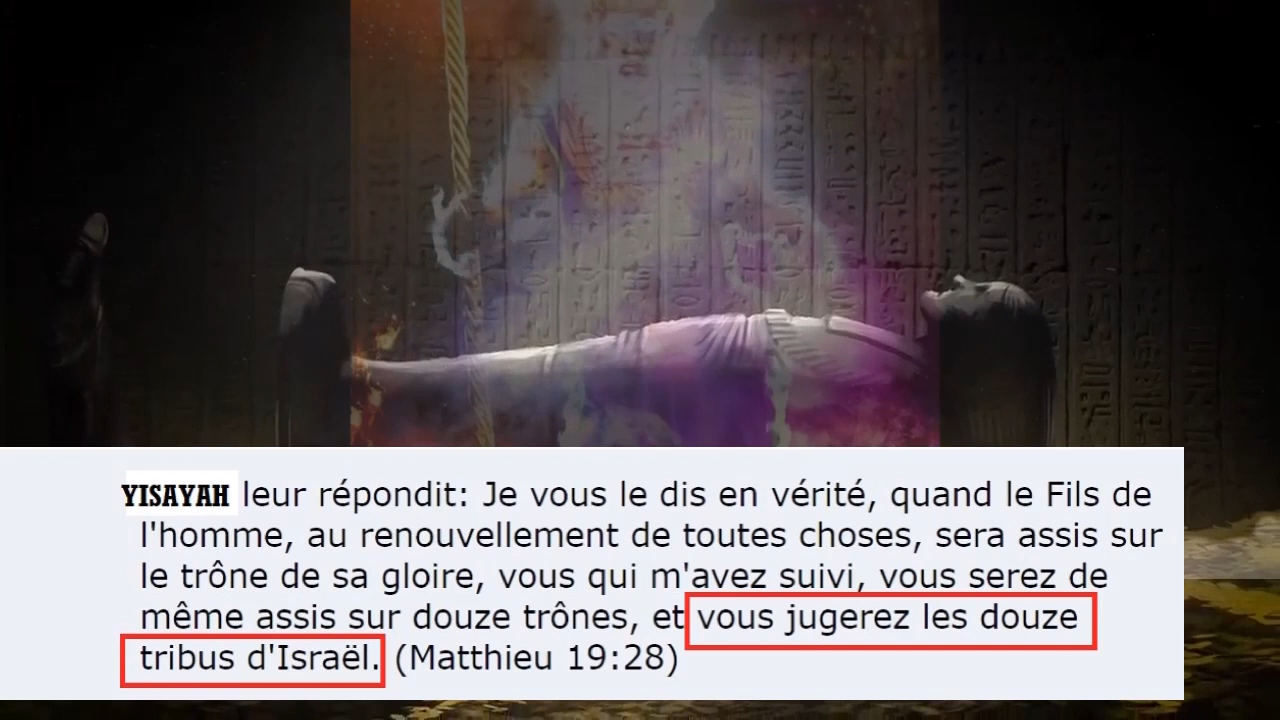 YISAYAH leur répondit: Je vous le dis en vérité, quand le Fils de
l'homme, au renouvellement de toutes choses, sera assis sur
le trône de sa gloire, vous qui m'avez suivi, vous serez de
même assis sur douze trônes, et vous jugerez les douze
tribus d'Israël. (Matthieu 19:28)